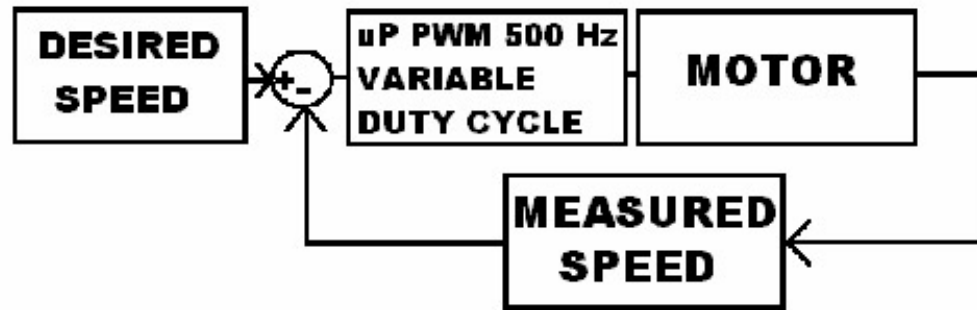 DESIRED
SPEED
+
-
uP PWM 500 Hz
VARIABLE
DUTY CYCLE
MOTOR
MEASURED
SPEED